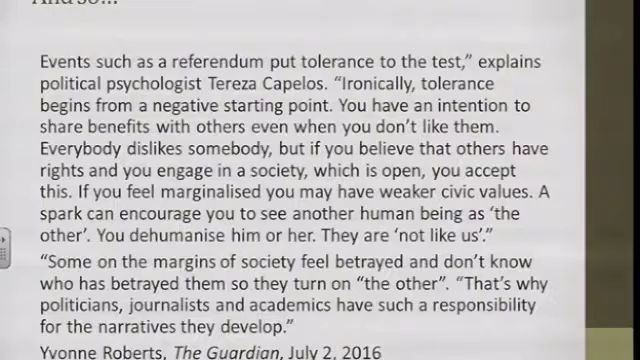 And so...
Events such as a referendum put tolerance to the test,” explains
political psychologist Tereza Capelos. “Ironically, tolerance
begins from a negative starting point. You have an intention to
share benefits with others even when you don’t like them.
Everybody dislikes somebody, but if you believe that others have
rights and you engage in a society, which is open, you accept
this. If you feel marginalised you may have weaker civic values. A
spark can encourage you to see another human being as ‘the
other’. You dehumanise him or her. They are ‘not like us’.”
“Some on the margins of society feel betrayed and don’t know
who has betrayed them so they turn on “the other”. “That’s why
politicians, journalists and academics have such a responsibility
for the narratives they develop.”
Yvonne Roberts, The Guardian, July 2, 2016